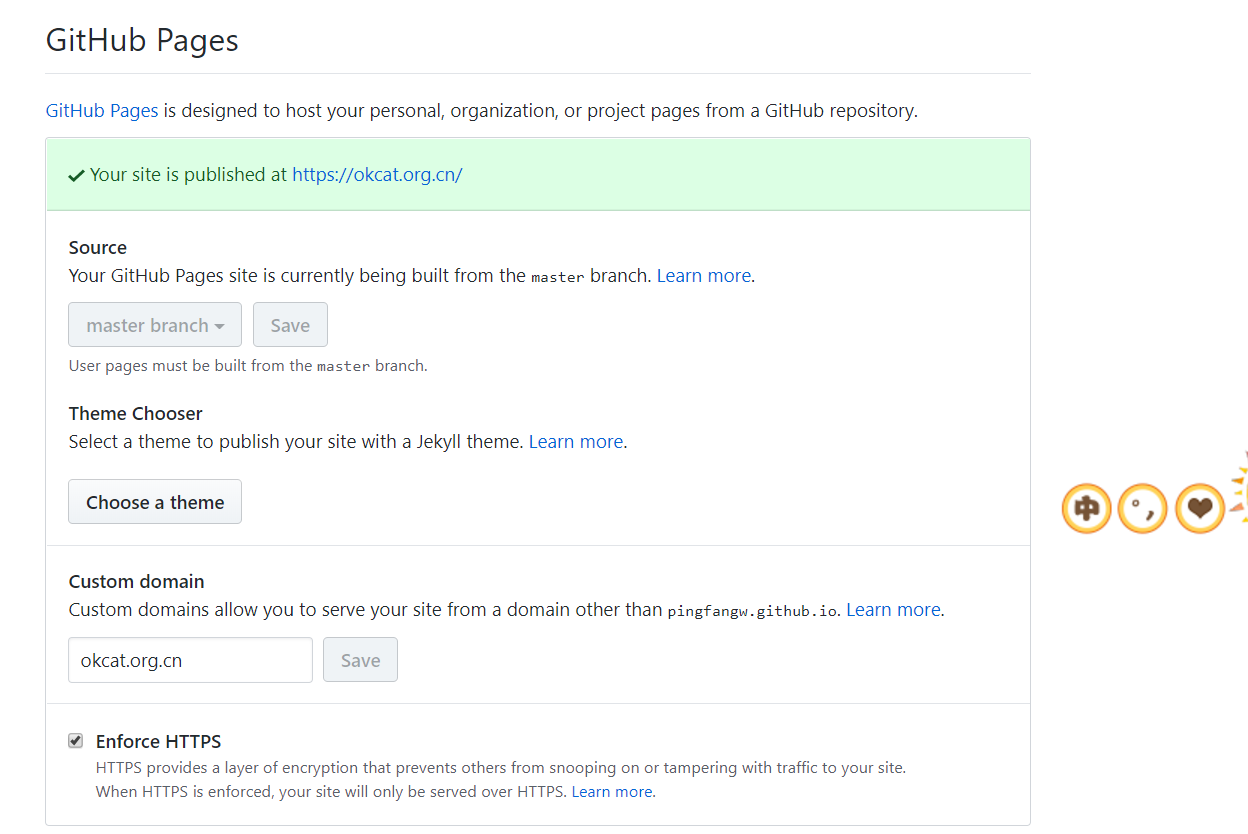 GitHub Pages
GitHub Pages is designed to host your personal, organization, or project pages from a GitHub repository.
Your site is published at https://okcat.org.cn/
Source
Your GitHub Pages site is currently being built from the master branch. Learn more.
master branch Save
User pages must be built from the master branch.
Theme Chooser
Select a theme to publish your site with a Jekyll theme. Learn more.
Choose a theme
中 °,
Custom domain
Custom domains allow you to serve your site from a domain other than pingfangw.github.io. Learn more.
okcat.org.cn Save
Enforce HTTPS
HTTPS provides a layer of encryption that prevents others from snooping on or tampering with traffic to your site.
When HTTPS is enforced, your site will only be served over HTTPS. Learn more.